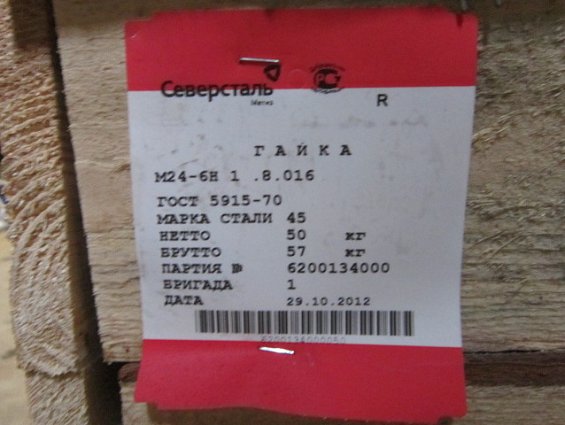 Северсталь
Метиз
R
ГАЙКА
М24-6Н 1 .8.016
ГОСТ 5915-70
МАРКА СТАЛИ 45
НЕТТО 50 кг
БРУТТО 57 кг
ПАРТИЯ № 6200134000
БРИГАДА 1
ДАТА 29.10.2012